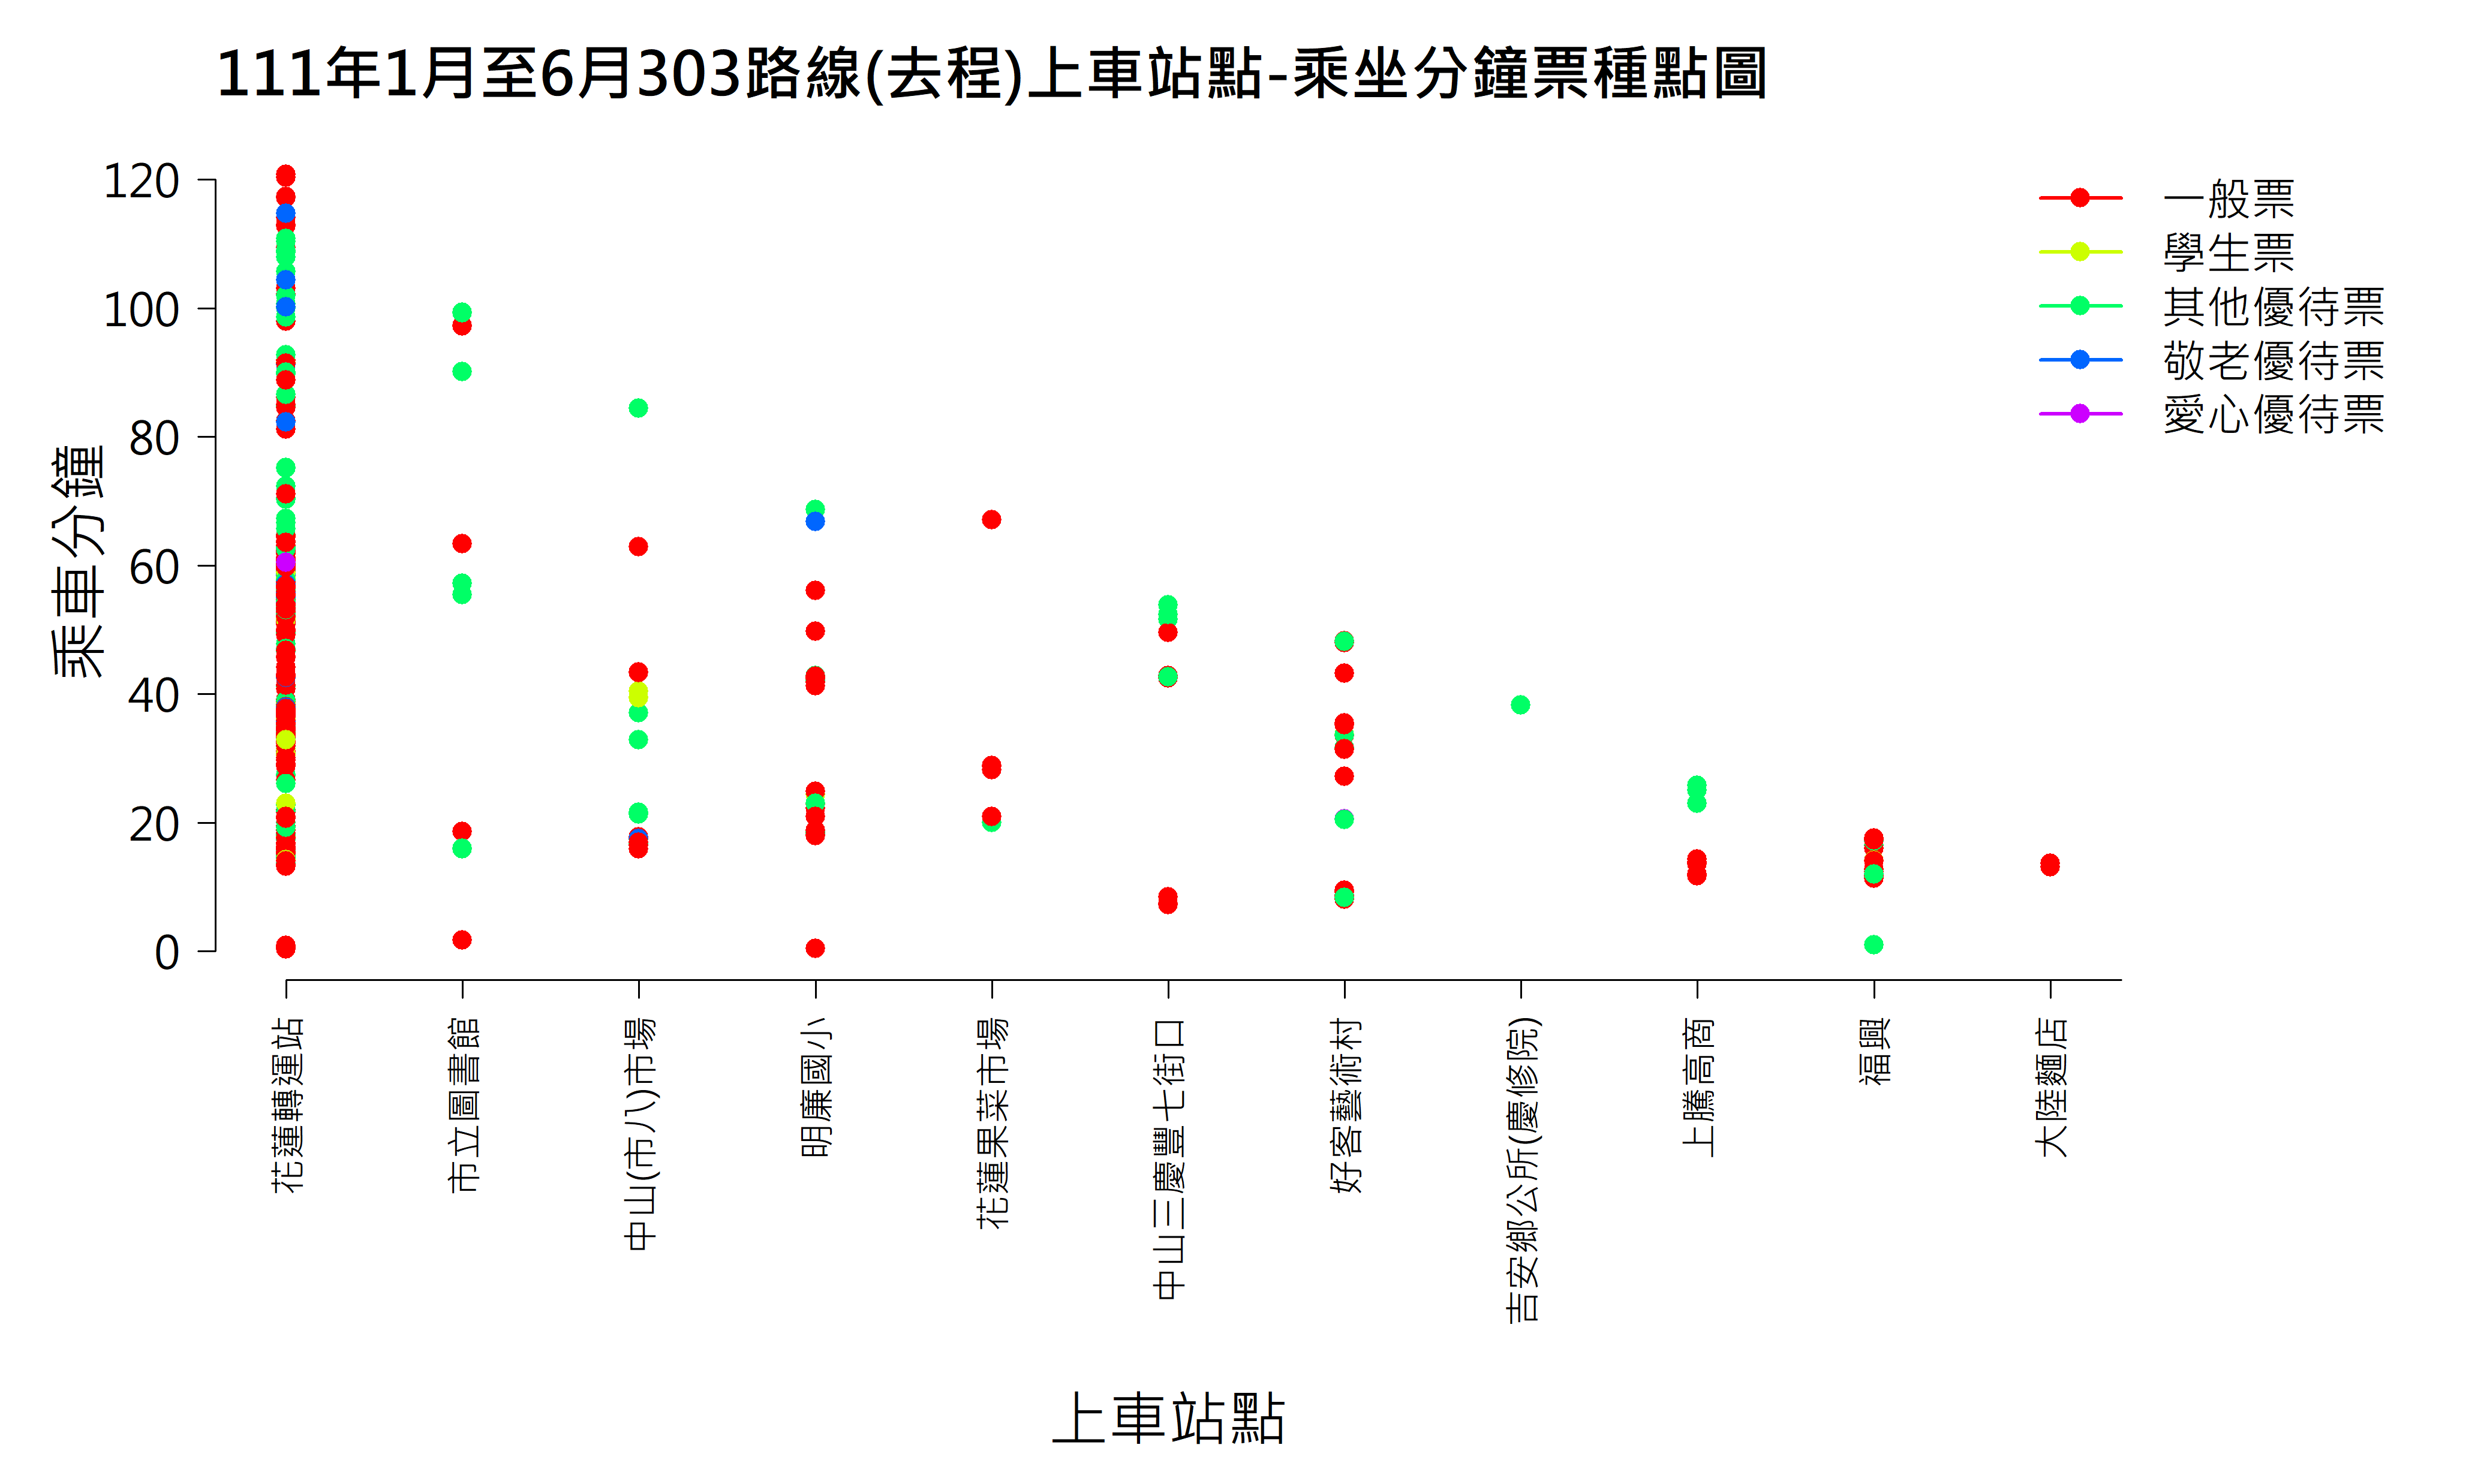 111年1月至6月303路線(去程)上車站點-乘坐分鐘票種點圖
一般票
學生票
其他優待票
敬老優待票
愛心優待票
乘車分鐘
120
100
80
60
40
20
0
花蓮轉運站
市立圖書館
中山(市八)市場
明廉國小
花蓮果菜市場
中山三慶豐七街口
好客藝術村
吉安鄉公所(慶修院)
上騰高商
福興
大陸麵店
上車站點